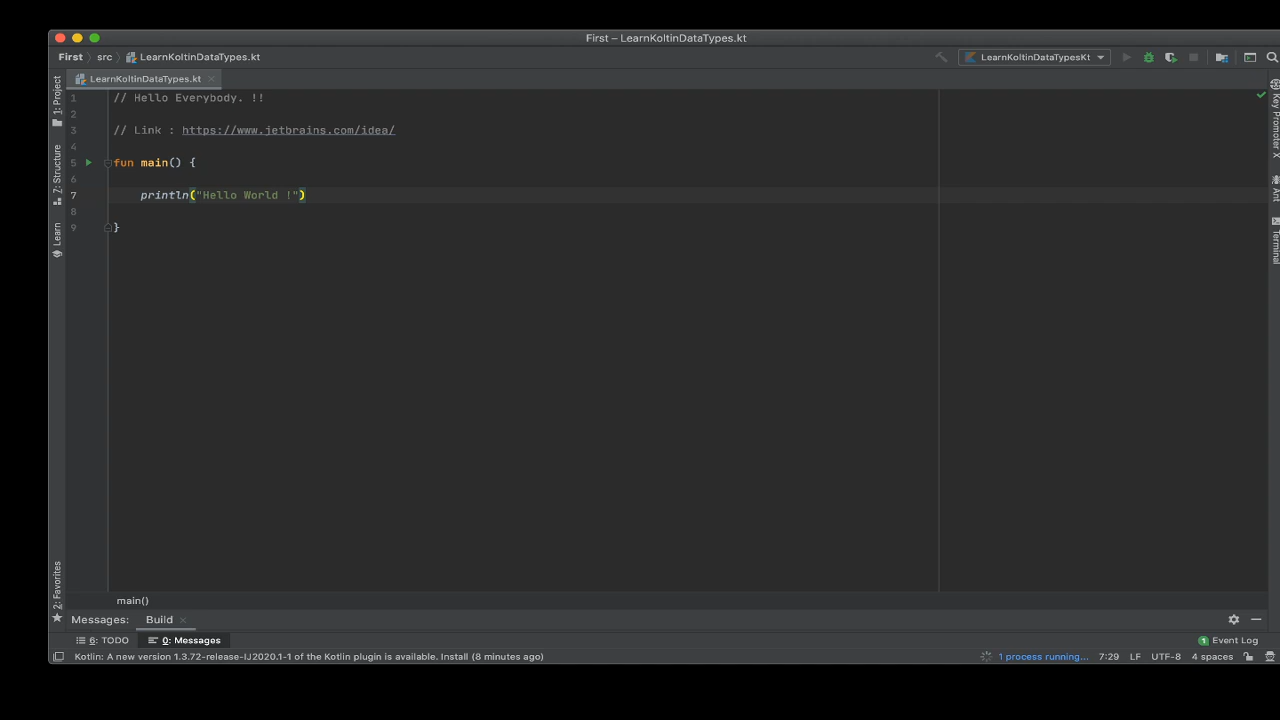 First – LearnKoltinDataTypes.kt
First src LearnKoltinDataTypes.kt LearnKoltinDataTypesKt
LearnKoltinDataTypes.kt
1 // Hello Everybody. !!
2
3 // Link : https://www.jetbrains.com/idea/
4
5 fun main() {
6
7 println("Hello World !")
8
9 }
1: Project
7: Structure
Learn
2: Favorites
Key Promoter X
Ant
Terminal
main()
Messages: Build
6: TODO 0: Messages 1 Event Log
Kotlin: A new version 1.3.72-release-IJ2020.1-1 of the Kotlin plugin is available. Install (8 minutes ago) 1 process running... 7:29 LF UTF-8 4 spaces